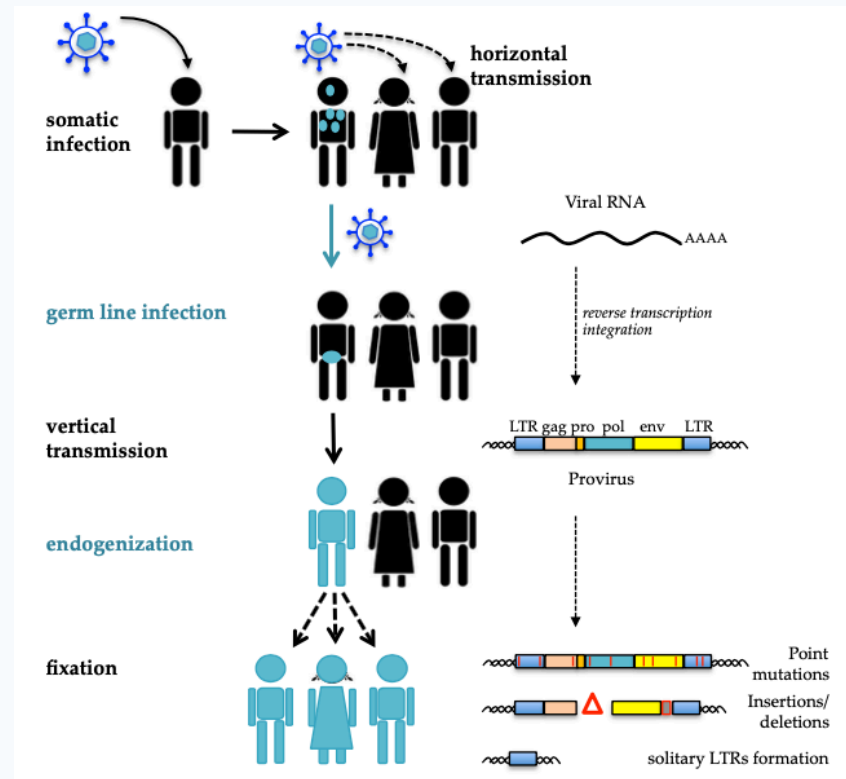 horizontal
transmission
somatic
infection
Viral RNA
AAAA
germ line infection
reverse transcription
integration
vertical
transmission
LTR gag pro pol env LTR
Provirus
endogenization
fixation
Point
mutations
Insertions/
deletions
Δ
solitary LTRs formation